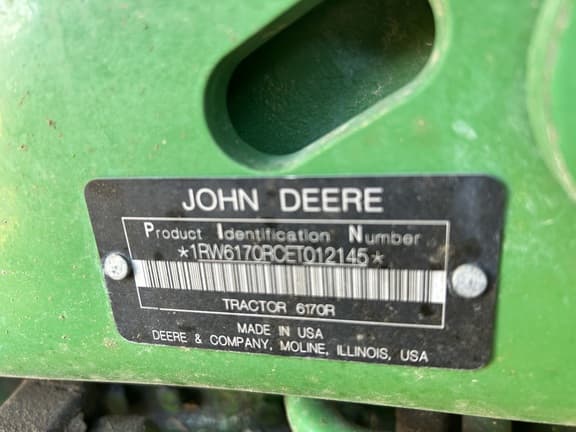 JOHN DEERE
Product Identification Number
*1RW6170RCET012145*
TRACTOR 6170R
MADE IN USA
DEERE & COMPANY, MOLINE, ILLINOIS, USA